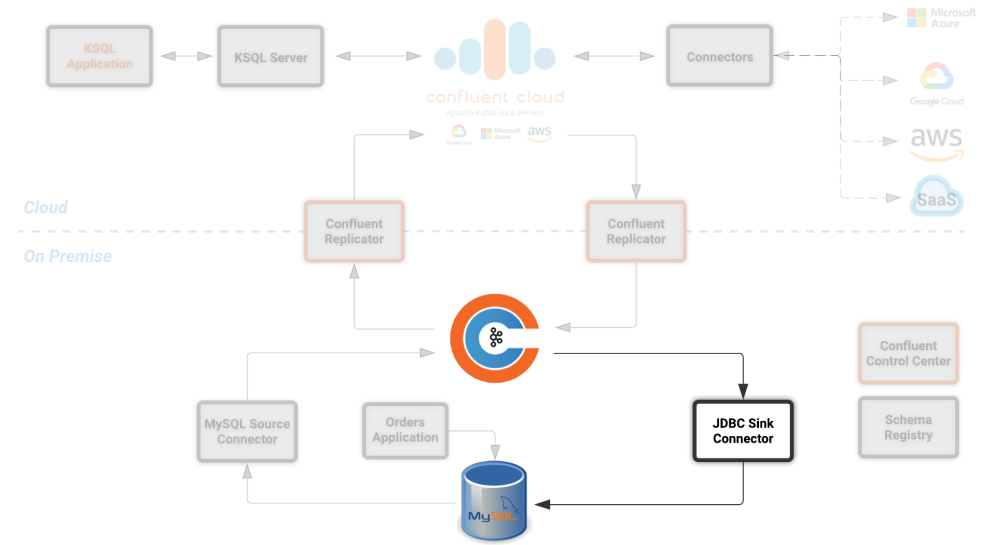 Microsoft
Azure
KSQL
Application
KSQL Server
Connectors
confluent cloud
Apache Kafka as a Service
Google Cloud
Google Cloud
Microsoft
Azure
aws
aws
SaaS
Cloud
Confluent
Replicator
Confluent
Replicator
On Premise
Confluent
Control Center
MySQL Source
Connector
Orders
Application
JDBC Sink
Connector
Schema
Registry
MySQL